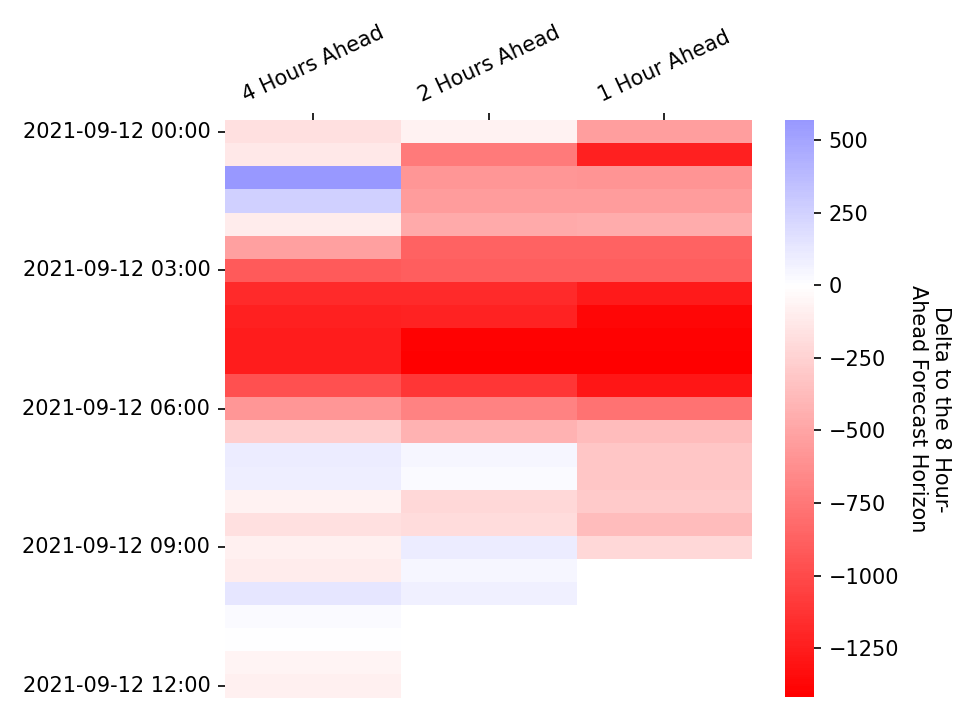 4 Hours Ahead
2 Hours Ahead
1 Hour Ahead
2021-09-12 00:00
2021-09-12 03:00
2021-09-12 06:00
2021-09-12 09:00
2021-09-12 12:00
500
250
0
−250
−500
−750
−1000
−1250
Delta to the 8 Hour-
Ahead Forecast Horizon